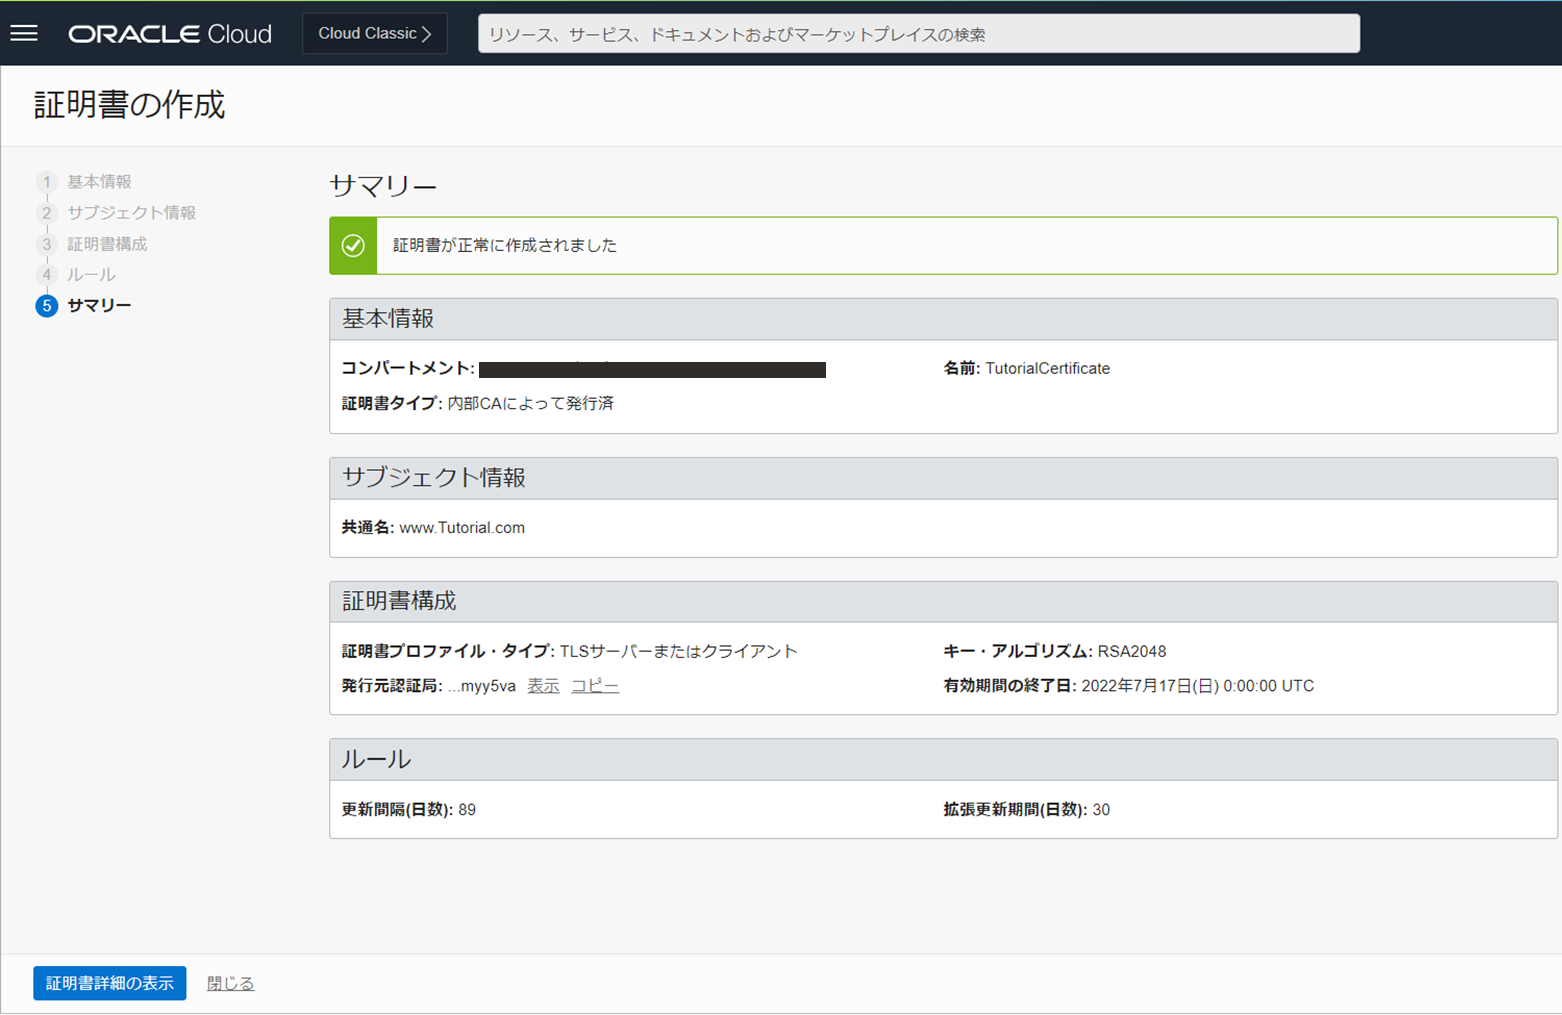 ORACLE Cloud
Cloud Classic
リソース、サービス、ドキュメントおよびマーケットプレイスの検索
証明書の作成
1 基本情報
2 サブジェクト情報
3 証明書構成
4 ルール
5 サマリー
サマリー
証明書が正常に作成されました
基本情報
コンパートメント:
名前: TutorialCertificate
証明書タイプ: 内部CAによって発行済
サブジェクト情報
共通名: www.Tutorial.com
証明書構成
証明書プロファイル・タイプ: TLSサーバーまたはクライアント
キー・アルゴリズム: RSA2048
発行元認証局: ...myy5va 表示 コピー
有効期間の終了日: 2022年7月17日(日) 0:00:00 UTC
ルール
更新間隔(日数): 89
拡張更新期間(日数): 30
証明書詳細の表示
閉じる